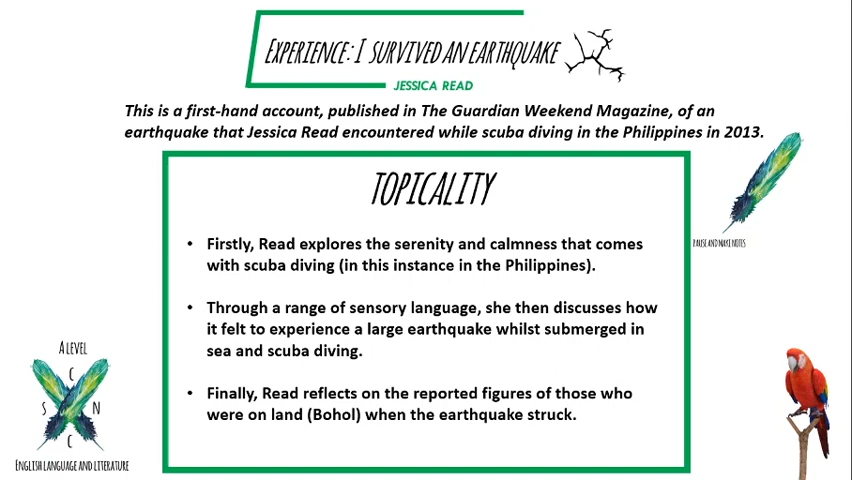 EXPERIENCE: I SURVIVED AN EARTHQUAKE
JESSICA READ
This is a first-hand account, published in The Guardian Weekend Magazine, of an
earthquake that Jessica Read encountered while scuba diving in the Philippines in 2013.
TOPICALITY
• Firstly, Read explores the serenity and calmness that comes
with scuba diving (in this instance in the Philippines).
• Through a range of sensory language, she then discusses how
it felt to experience a large earthquake whilst submerged in
sea and scuba diving.
• Finally, Read reflects on the reported figures of those who
were on land (Bohol) when the earthquake struck.
PAUSE AND MAKE NOTES
A LEVEL
C
S N
C
ENGLISH LANGUAGE AND LITERATURE